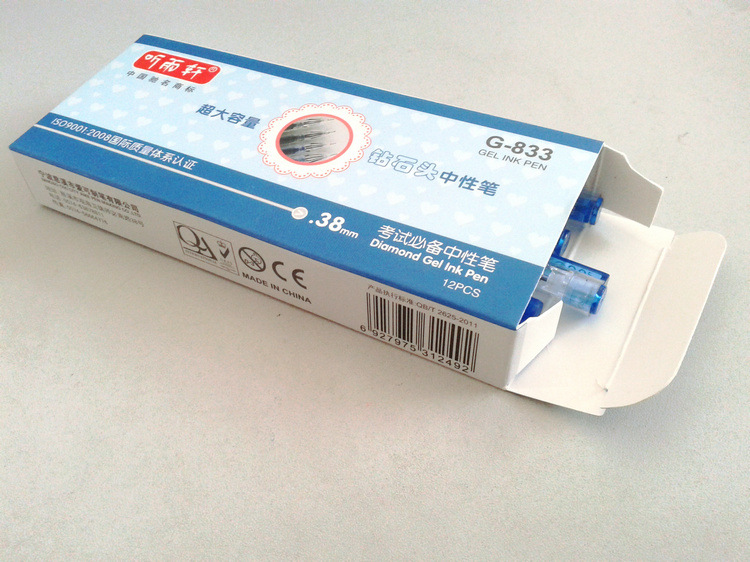 听雨轩®
中国驰名商标
超大容量
G-833
GEL INK PEN
钻石头中性笔
ISO9001:2008国际质量体系认证
.38mm
考试必备中性笔
Diamond Gel Ink Pen
12PCS
QA
CE
MADE IN CHINA
产品执行标准:QB/T 2625-2011
6 927975 312492